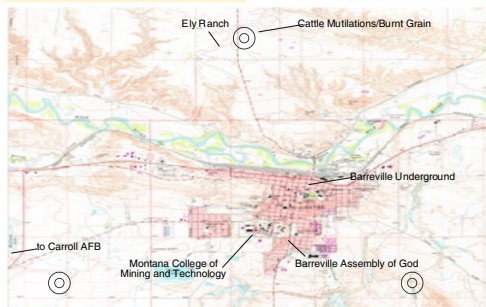 Ely Ranch
Cattle Mutilations/Burnt Grain
Barreville Underground
to Carroll AFB
Montana College of
Mining and Technology
Barreville Assembly of God